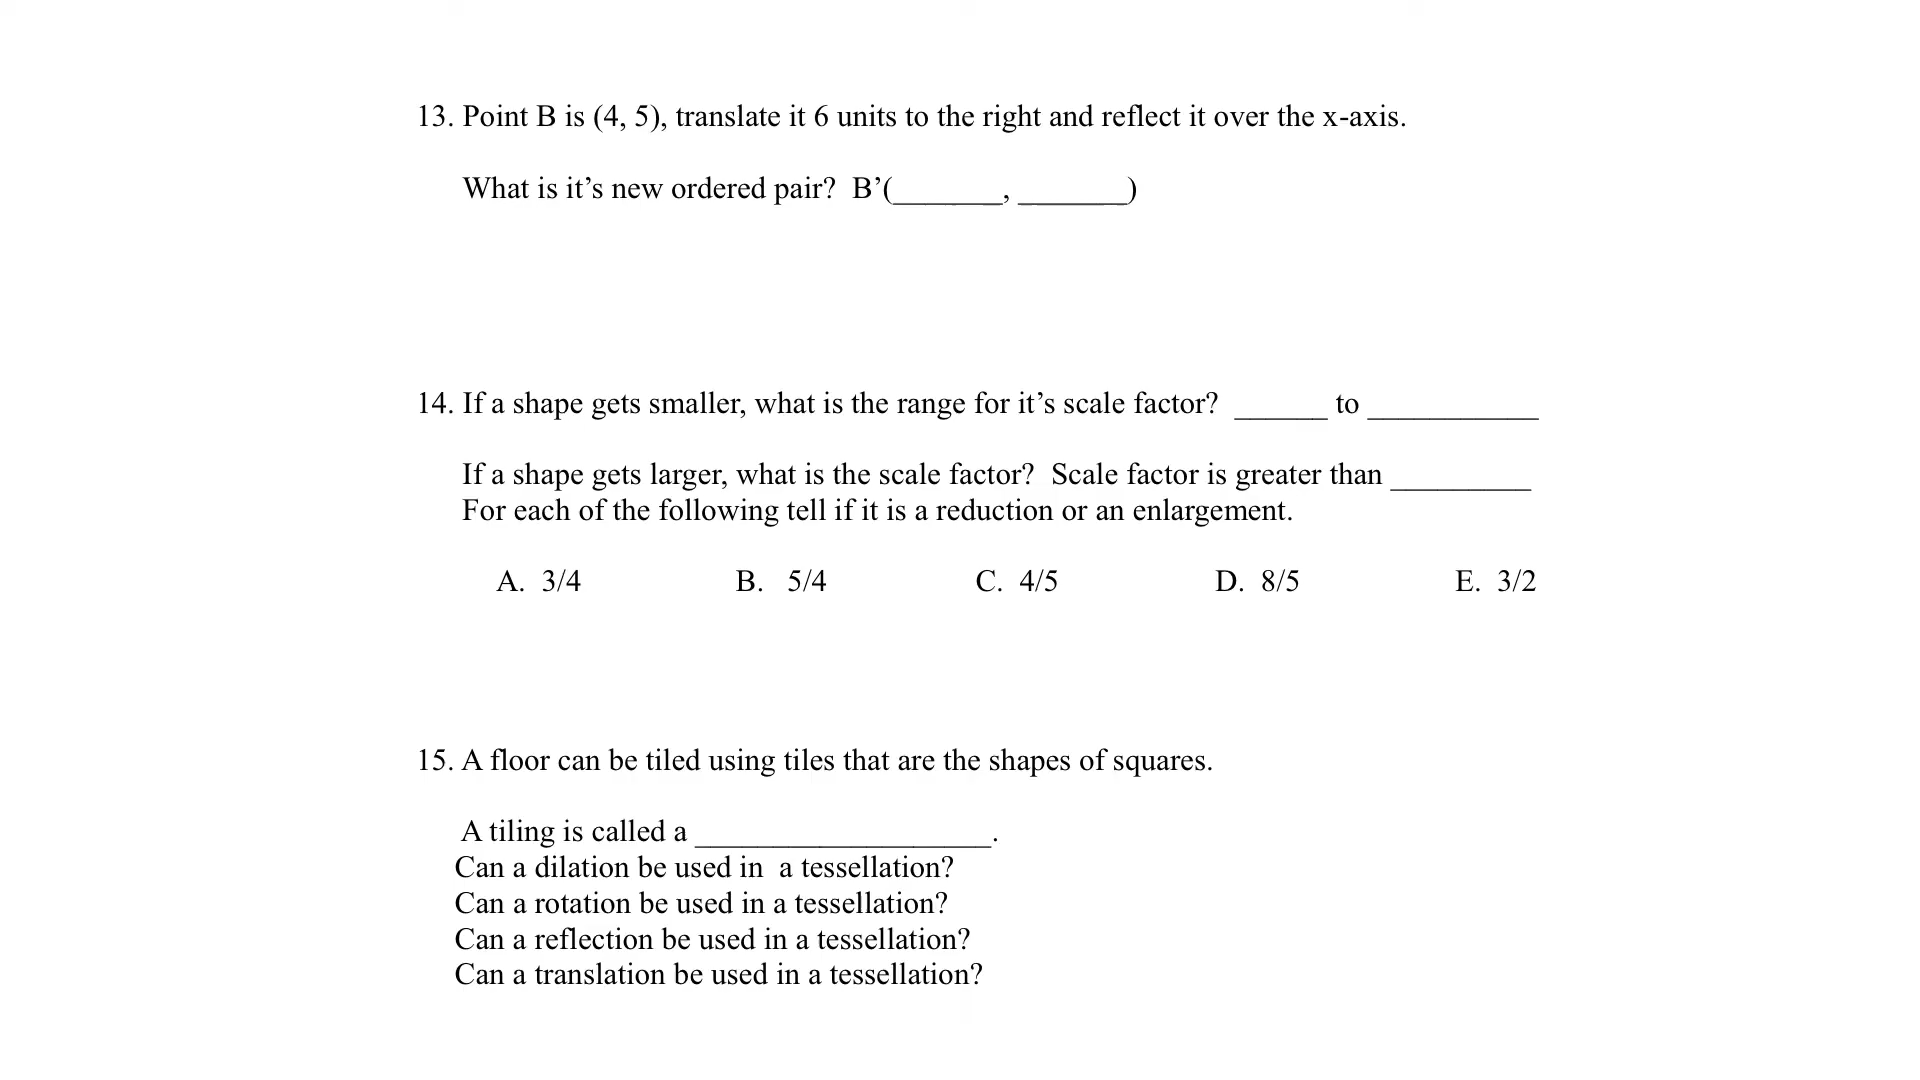 13. Point B is (4, 5), translate it 6 units to the right and reflect it over the x-axis.
What is it’s new ordered pair?  B’(_______, _______)
14. If a shape gets smaller, what is the range for it’s scale factor?  ______ to ___________
If a shape gets larger, what is the scale factor?  Scale factor is greater than _________
For each of the following tell if it is a reduction or an enlargement.
A.  3/4    B.   5/4    C.  4/5    D.  8/5    E.  3/2
15. A floor can be tiled using tiles that are the shapes of squares.
A tiling is called a ___________________.
Can a dilation be used in  a tessellation?
Can a rotation be used in a tessellation?
Can a reflection be used in a tessellation?
Can a translation be used in a tessellation?